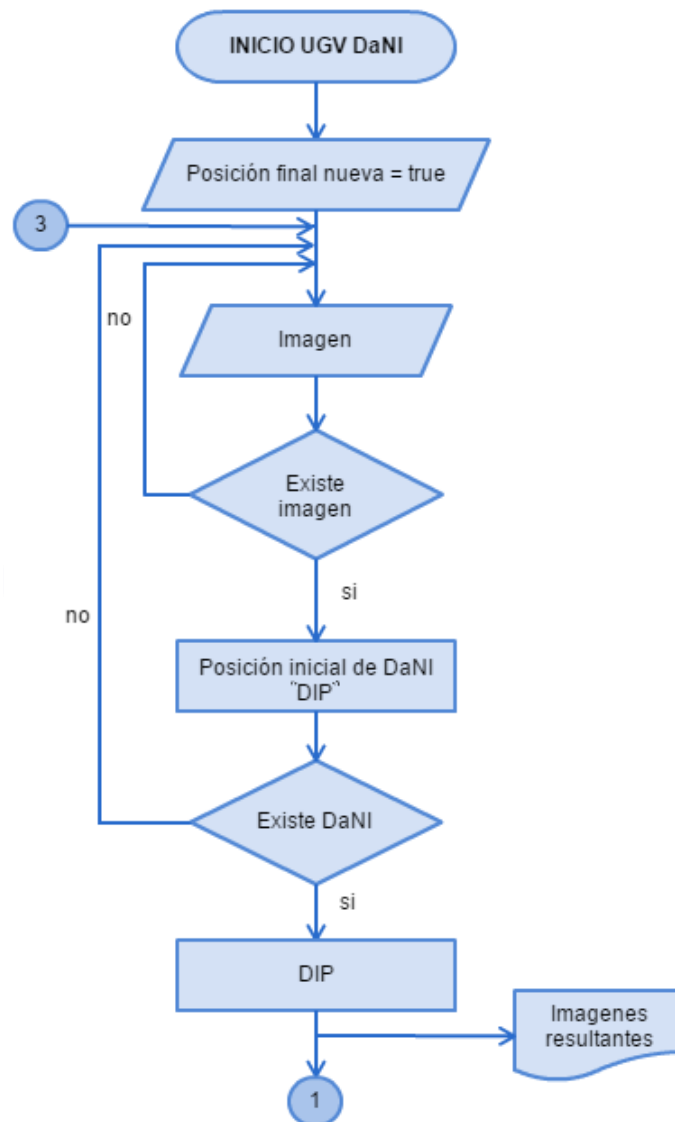 INICIO UGV DaNI
Posición final nueva = true
3
no
Imagen
Existe
imagen
si
no
Posición inicial de DaNI
"DIP"
Existe DaNI
si
DIP
Imagenes
resultantes
1